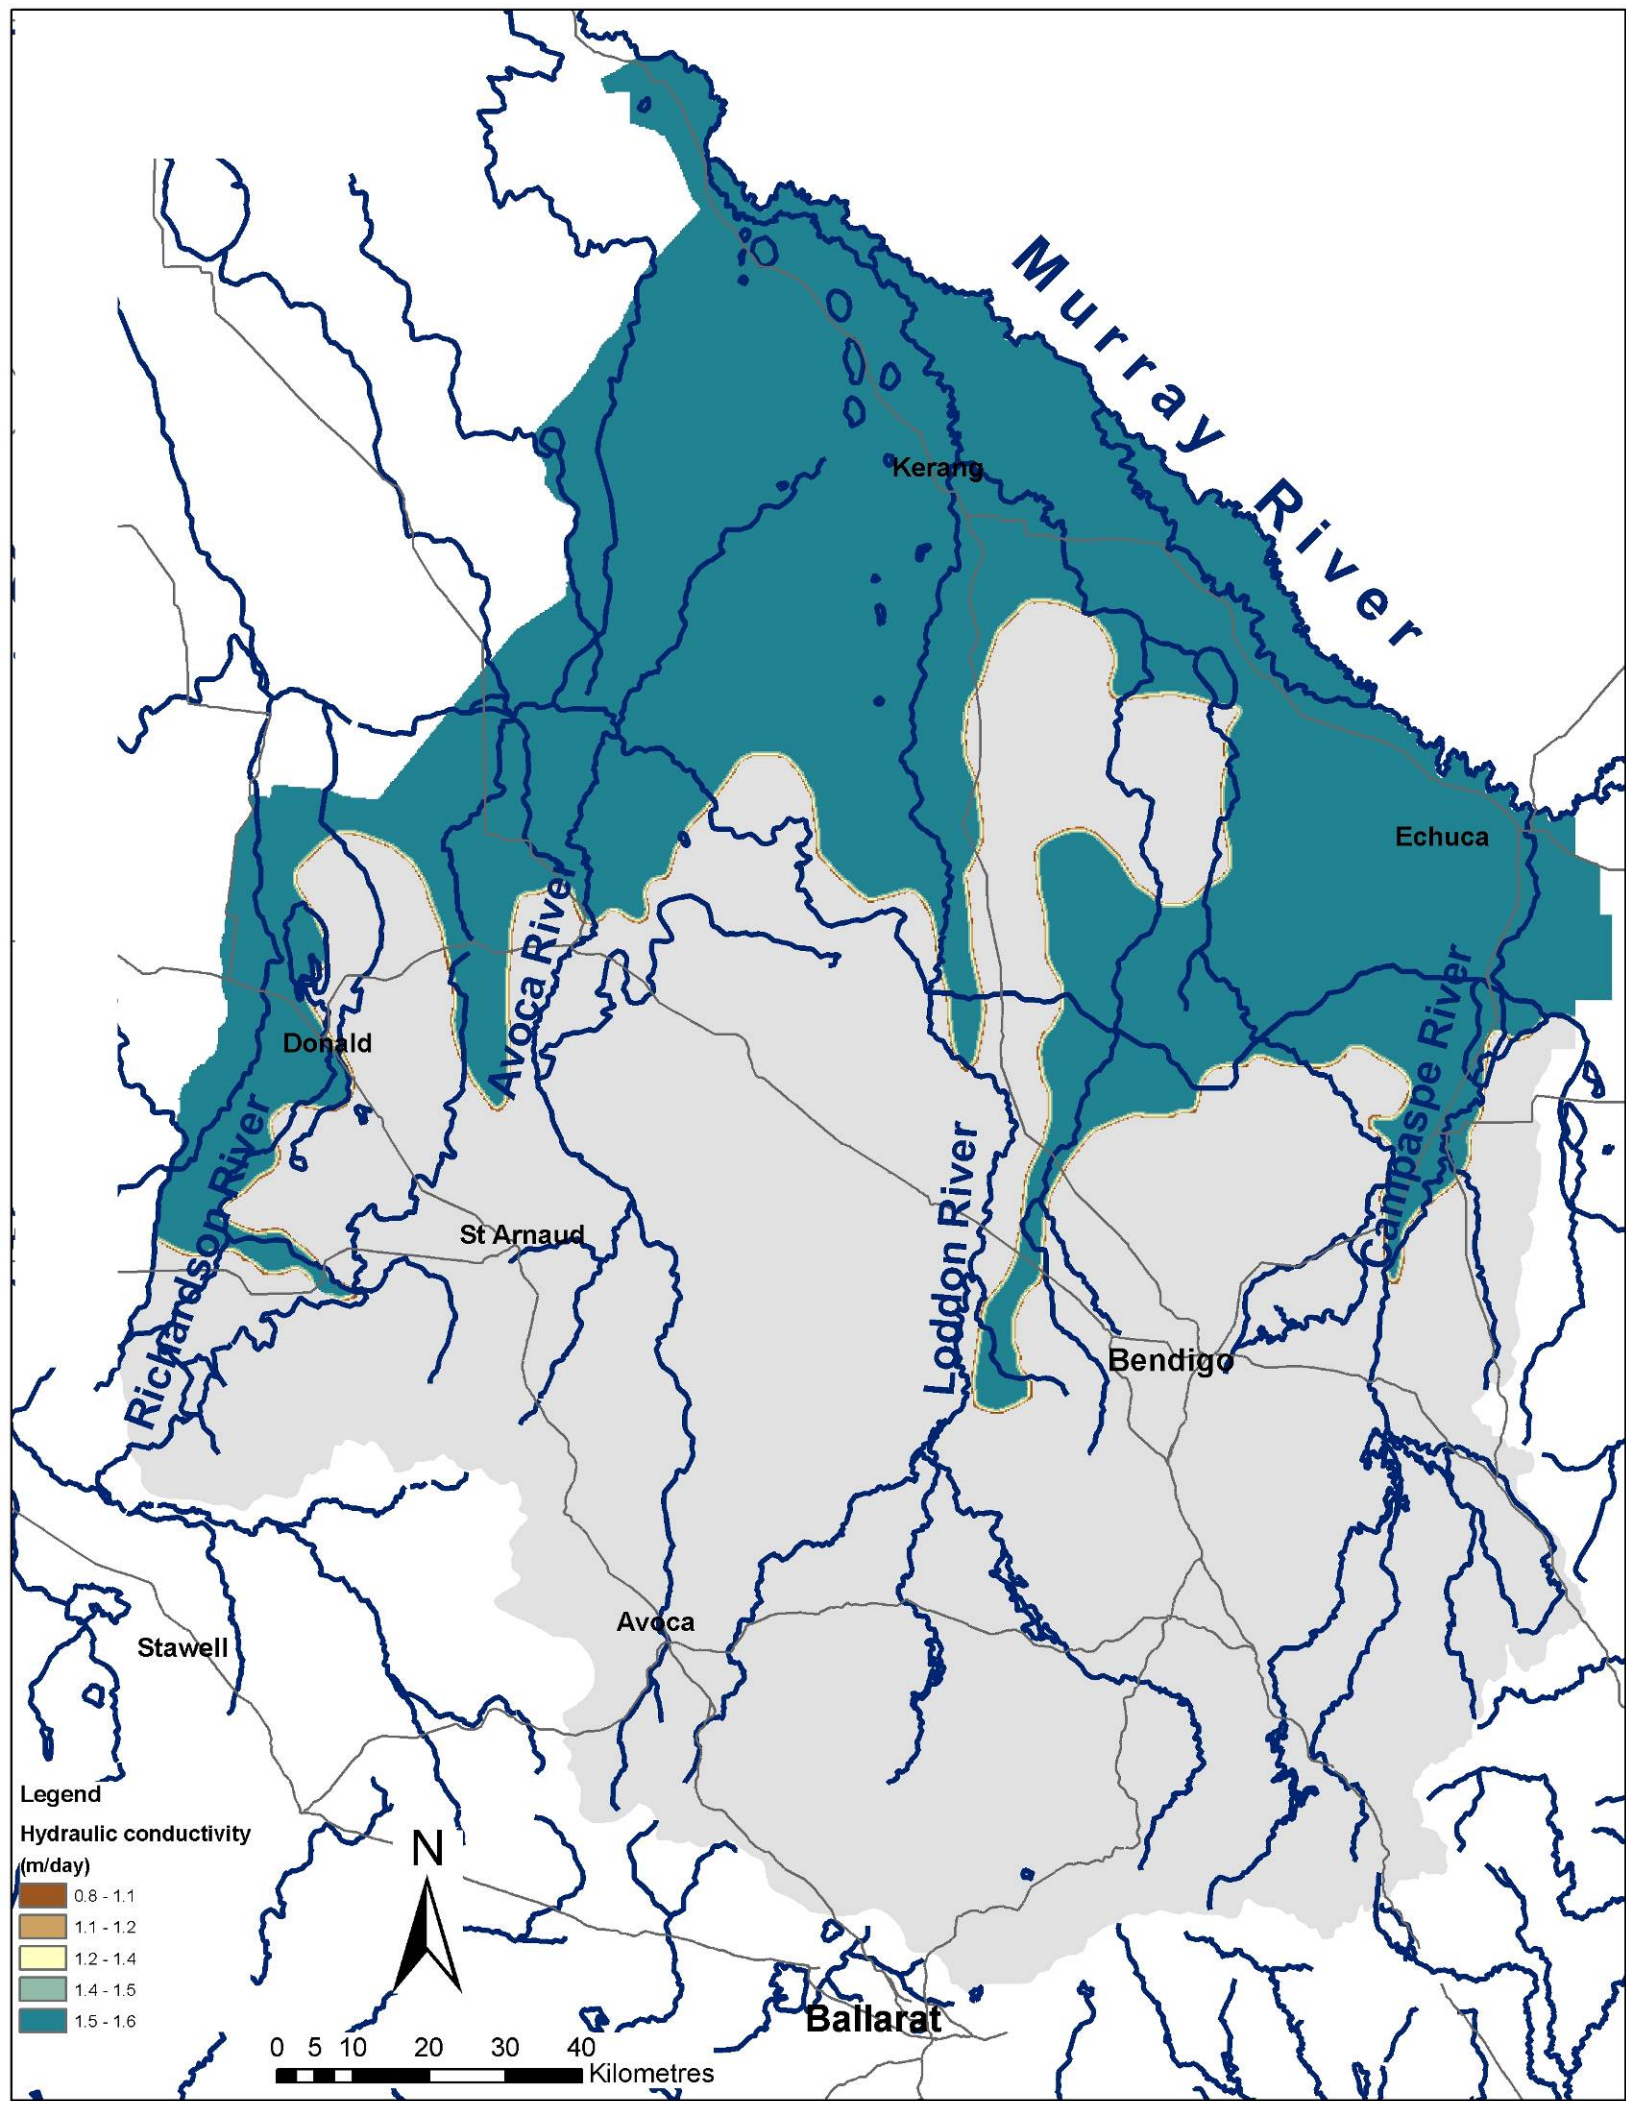 Murray River
Kerang
Echuca
Avoca River
Donald
Richardson River
Campaspe River
St Arnaud
Loddon River
Bendigo
Avoca
Stawell
Legend
Hydraulic conductivity
(m/day)
0.8 - 1.1
1.1 - 1.2
1.2 - 1.4
1.4 - 1.5
1.5 - 1.6
N
Ballarat
0 5 10 20 30 40
Kilometres